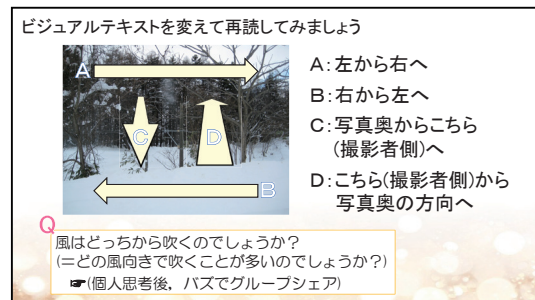 ビジュアルテキストを変えて再読してみましょう
A
C
D
B
A：左から右へ
B：右から左へ
C：写真奥からこちら
(撮影者側)へ
D：こちら(撮影者側)から
写真奥の方向へ
Q
風はどっちから吹くのでしょうか？
(＝どの風向きで吹くことが多いのでしょうか？)
☛(個人思考後，バズでグループシェア)